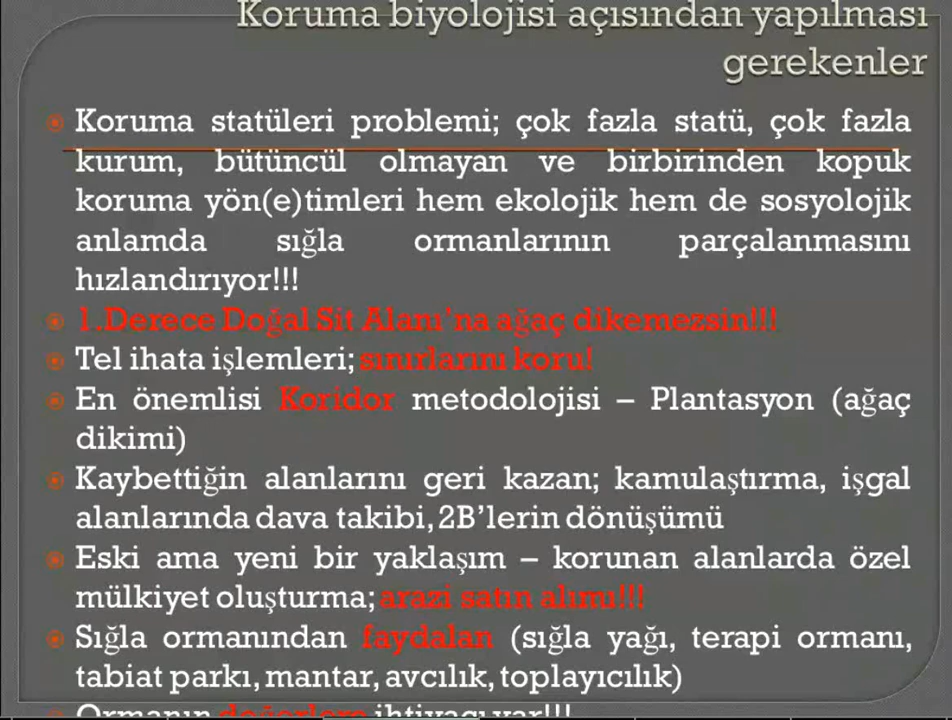 Koruma biyolojisi açısından yapılması
gerekenler
Koruma statüleri problemi; çok fazla statü, çok fazla
kurum, bütüncül olmayan ve birbirinden kopuk
koruma yön(e)timleri hem ekolojik hem de sosyolojik
anlamda sığla ormanlarının parçalanmasını
hızlandırıyor!!!
1.Derece Doğal Sit Alanı'na ağaç dikemezsin!!!
Tel ihata işlemleri; sınırlarını koru!
En önemlisi Koridor metodolojisi – Plantasyon (ağaç
dikimi)
Kaybettiğin alanlarını geri kazan; kamulaştırma, işgal
alanlarında dava takibi, 2B'lerin dönüşümü
Eski ama yeni bir yaklaşım – korunan alanlarda özel
mülkiyet oluşturma; arazi satın alımı!!!
Sığla ormanından faydalan (sığla yağı, terapi ormanı,
tabiat parkı, mantar, avcılık, toplayıcılık)
Ormanın değerlere ihtiyacı var!!!